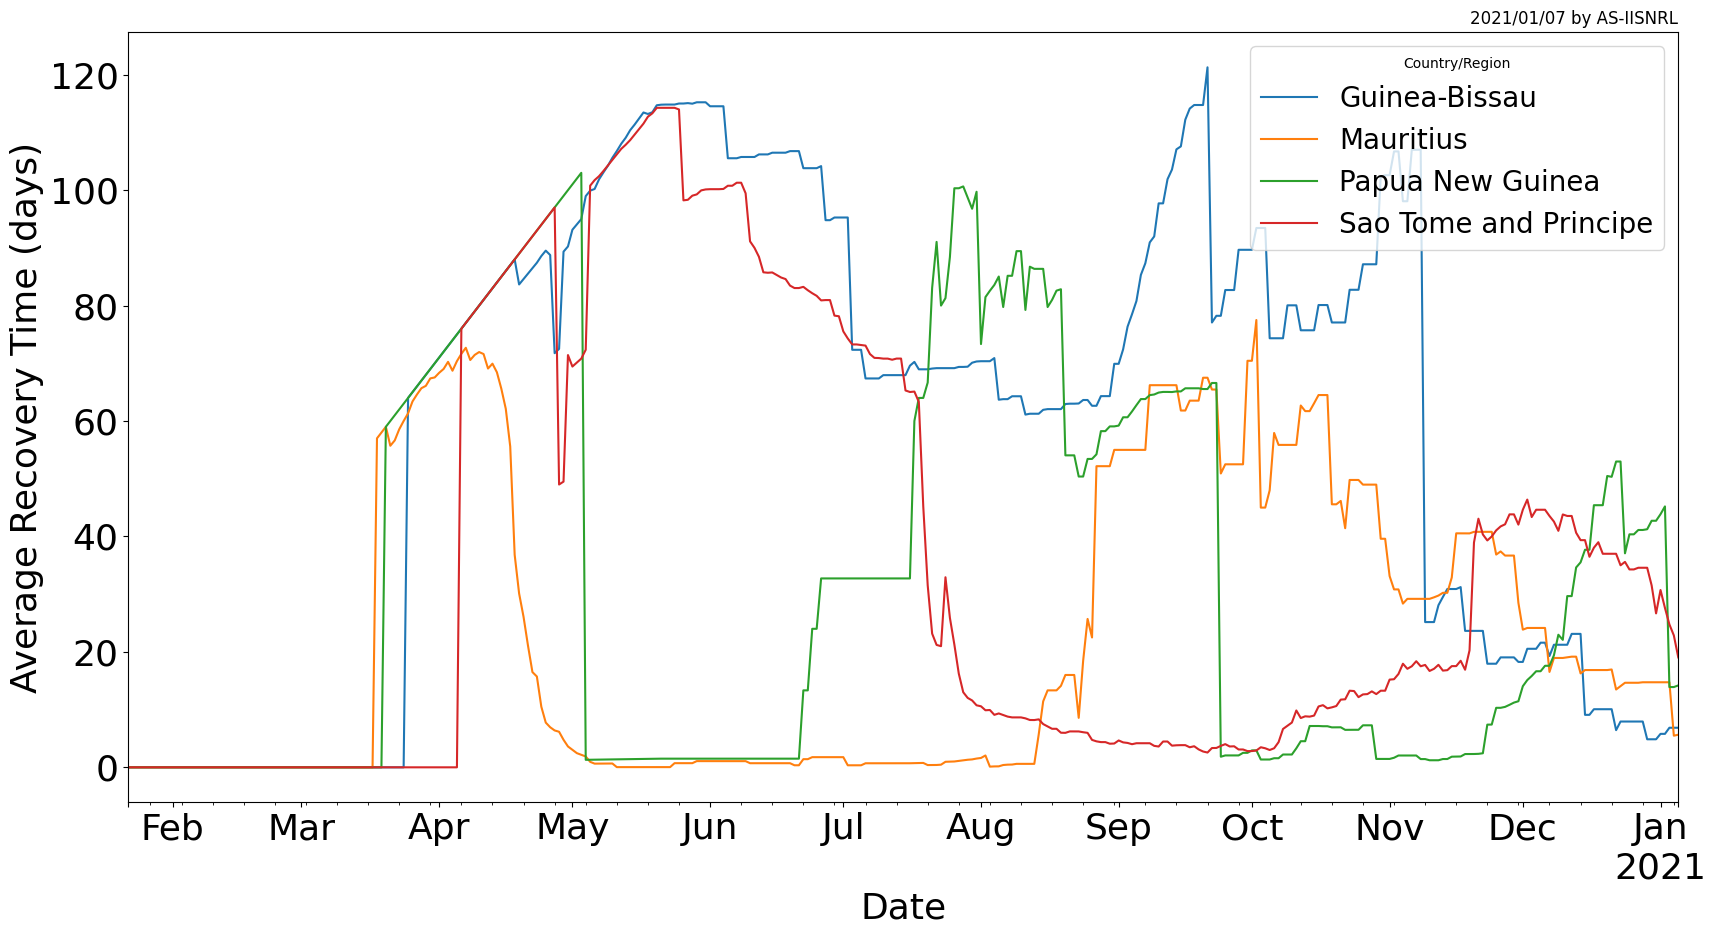 2021/01/07 by AS-IISNRL
Country/Region
Guinea-Bissau
Mauritius
Papua New Guinea
Sao Tome and Principe
Average Recovery Time (days)
120
100
80
60
40
20
0
Feb Mar Apr May Jun Jul Aug Sep Oct Nov Dec Jan
2021
Date